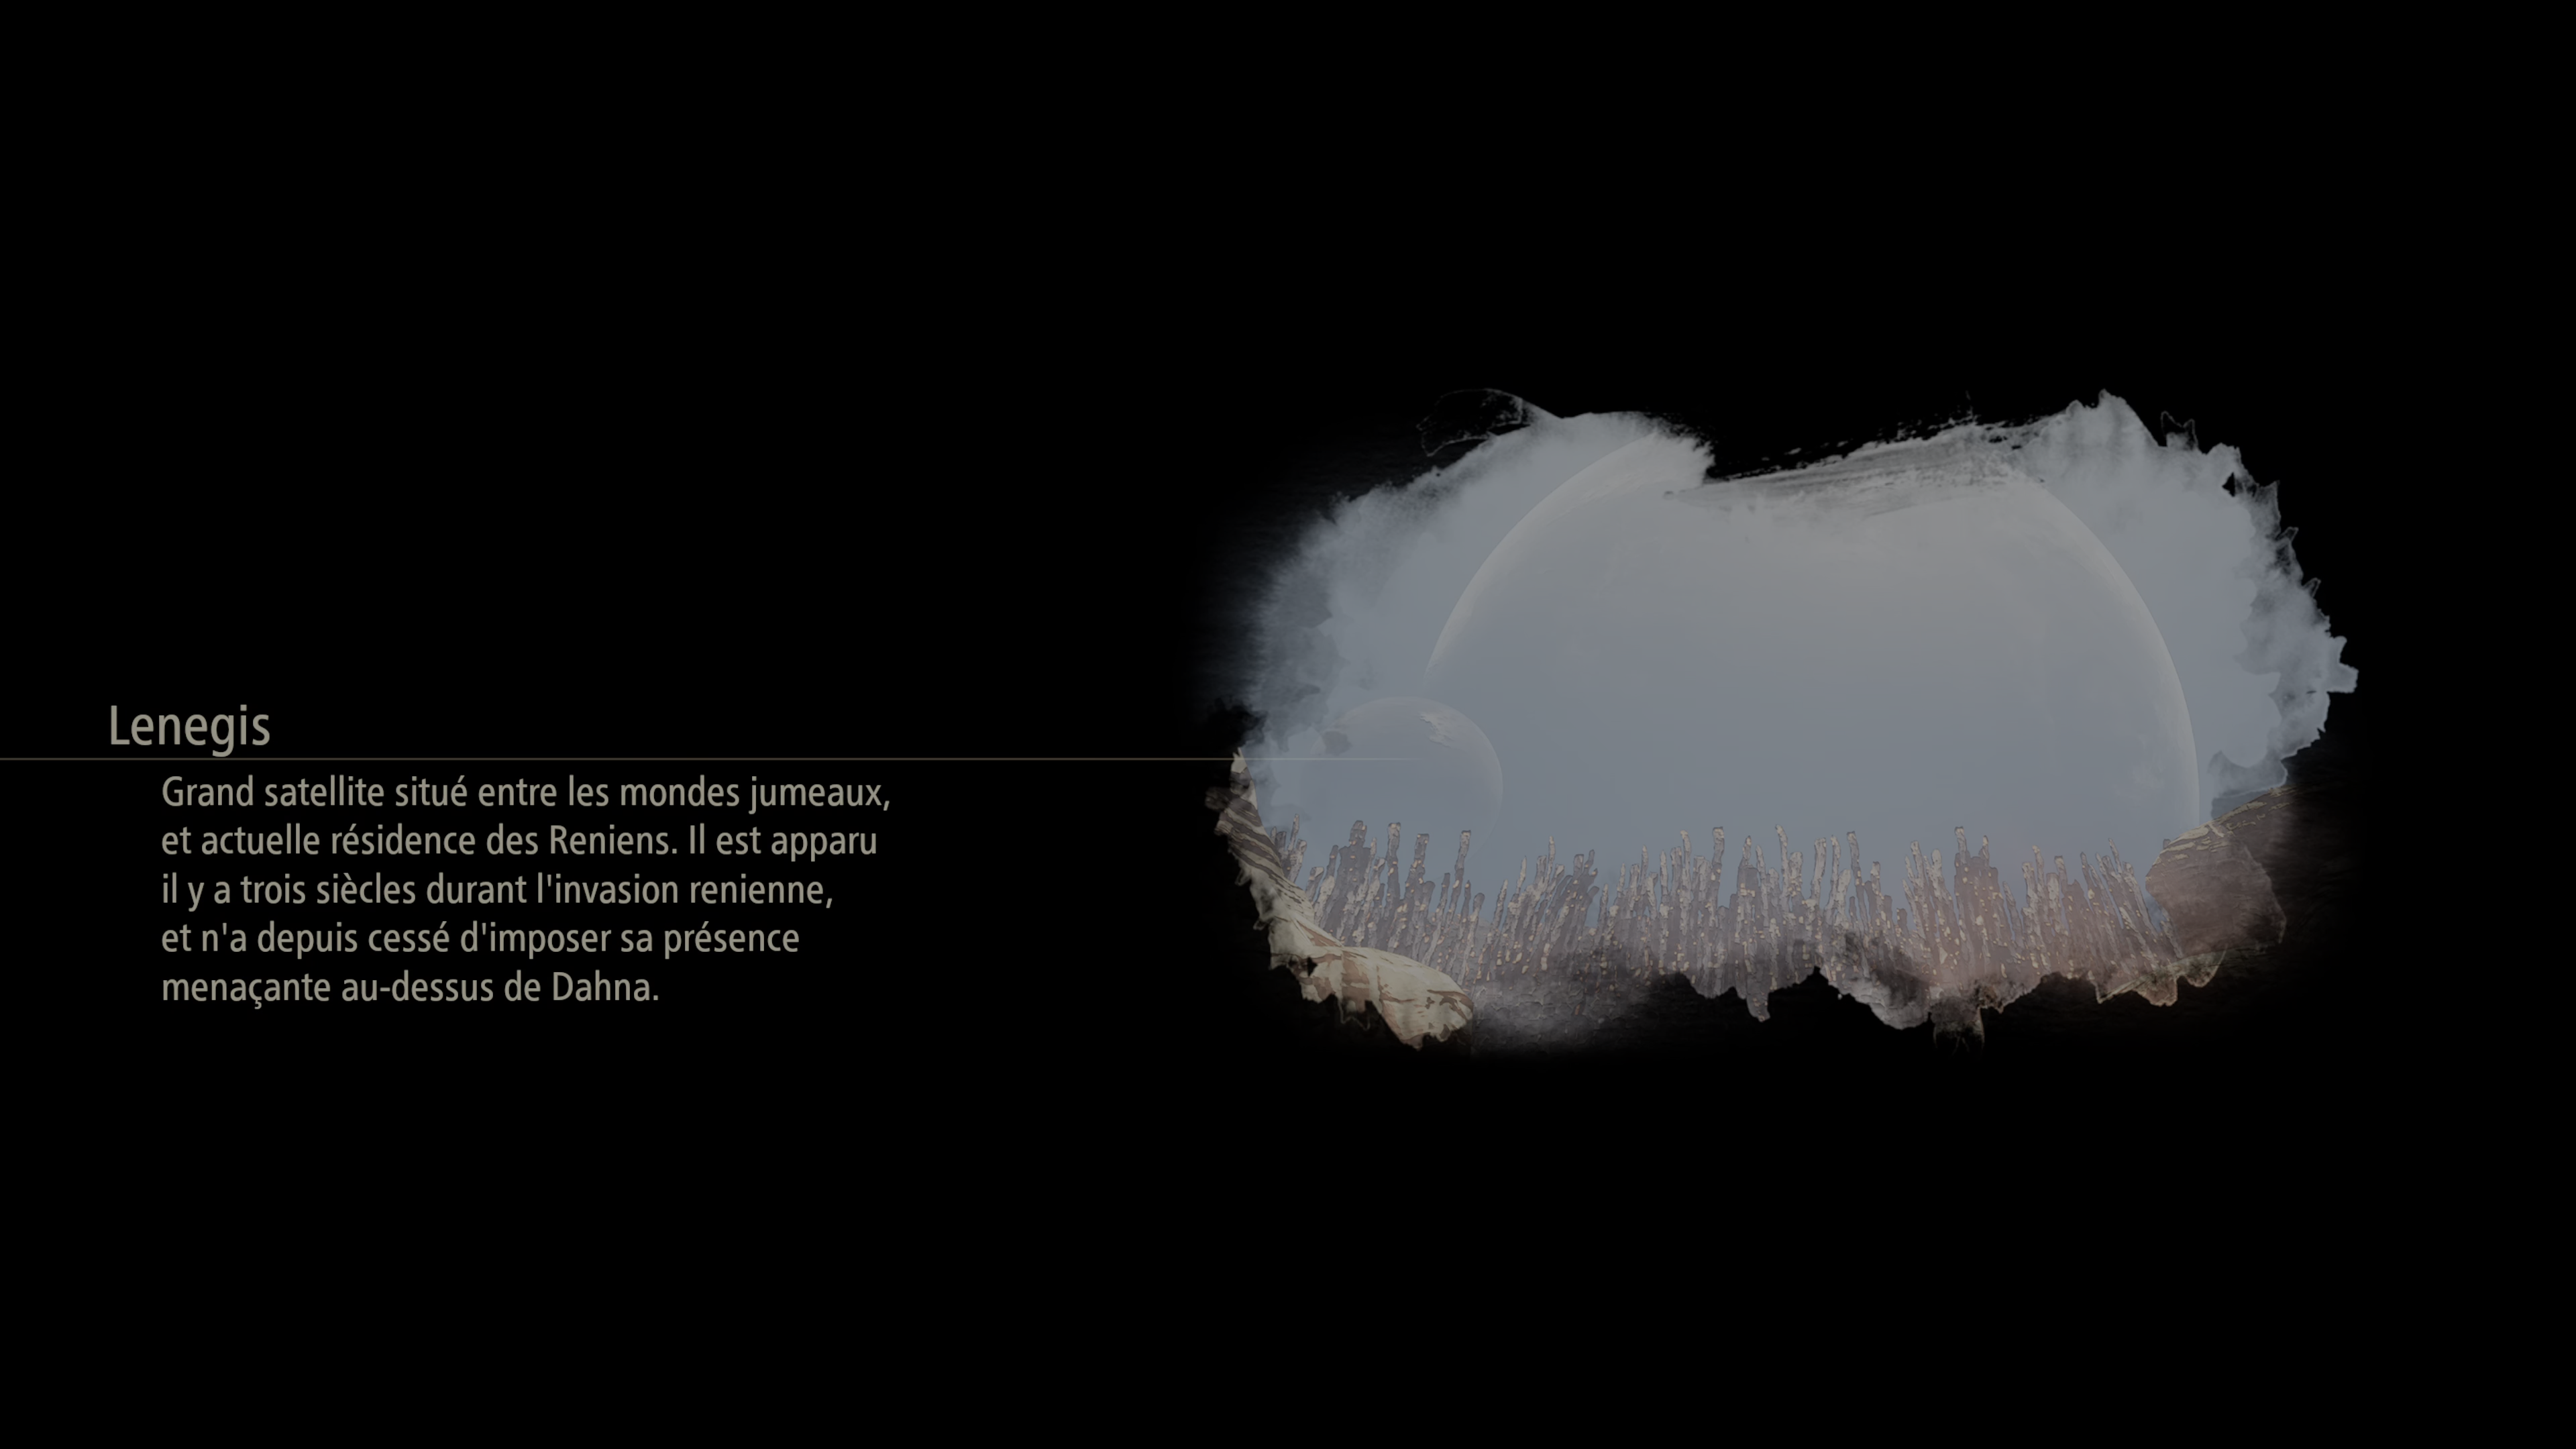 Lenegis
Grand satellite situé entre les mondes jumeaux,
et actuelle résidence des Reniens. Il est apparu
il y a trois siècles durant l'invasion renienne,
et n'a depuis cessé d'imposer sa présence
menaçante au-dessus de Dahna.